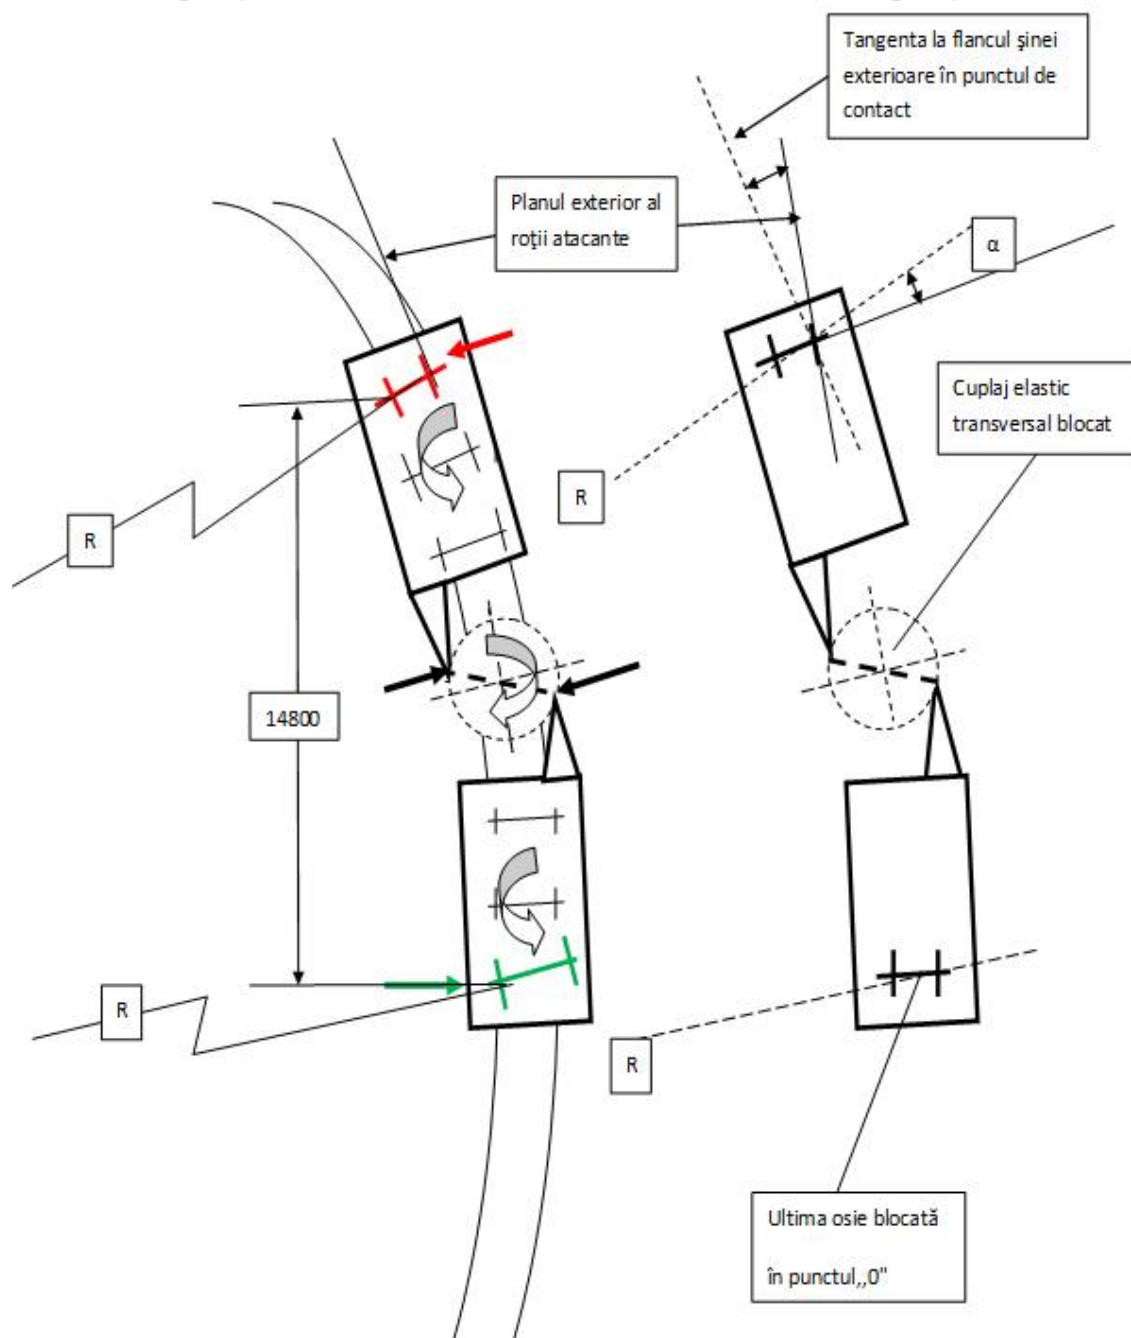 Tangenta la flancul şinei
exterioare în punctul de
contact
Planul exterior al
roţii atacante
α
Cuplaj elastic
transversal blocat
R
R
14800
R
R
Ultima osie blocată
în punctul,,0"